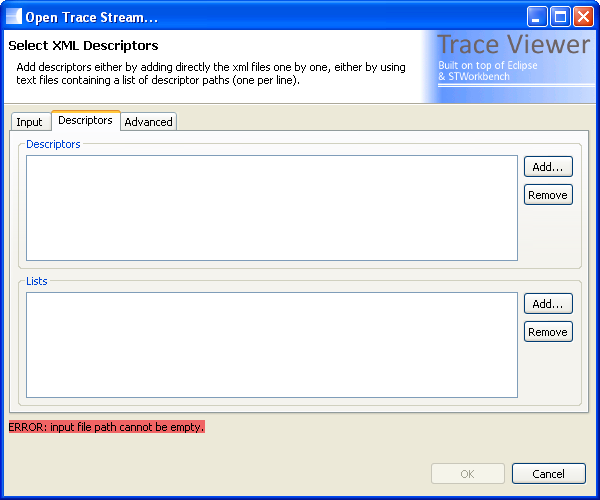 Open Trace Stream...
Select XML Descriptors
Add descriptors either by adding directly the xml files one by one, either by using
text files containing a list of descriptor paths (one per line).
Trace Viewer
Built on top of Eclipse
& STWorkbench
Input Descriptors Advanced
Descriptors
Add...
Remove
Lists
Add...
Remove
ERROR: input file path cannot be empty.
OK Cancel